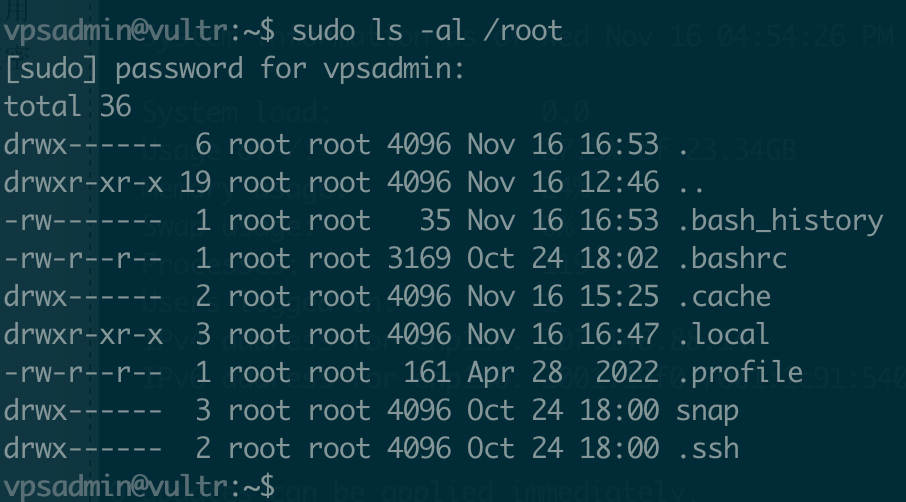 vpsadmin@vultr:~$ sudo ls -al /root
[sudo] password for vpsadmin:
total 36
drwx------  6 root root 4096 Nov 16 16:53 .
drwxr-xr-x 19 root root 4096 Nov 16 12:46 ..
-rw-------  1 root root   35 Nov 16 16:53 .bash_history
-rw-r--r--  1 root root 3169 Oct 24 18:02 .bashrc
drwx------  2 root root 4096 Nov 16 15:25 .cache
drwxr-xr-x  3 root root 4096 Nov 16 16:47 .local
-rw-r--r--  1 root root  161 Apr 28  2022 .profile
drwx------  3 root root 4096 Oct 24 18:00 snap
drwx------  2 root root 4096 Oct 24 18:00 .ssh
vpsadmin@vultr:~$